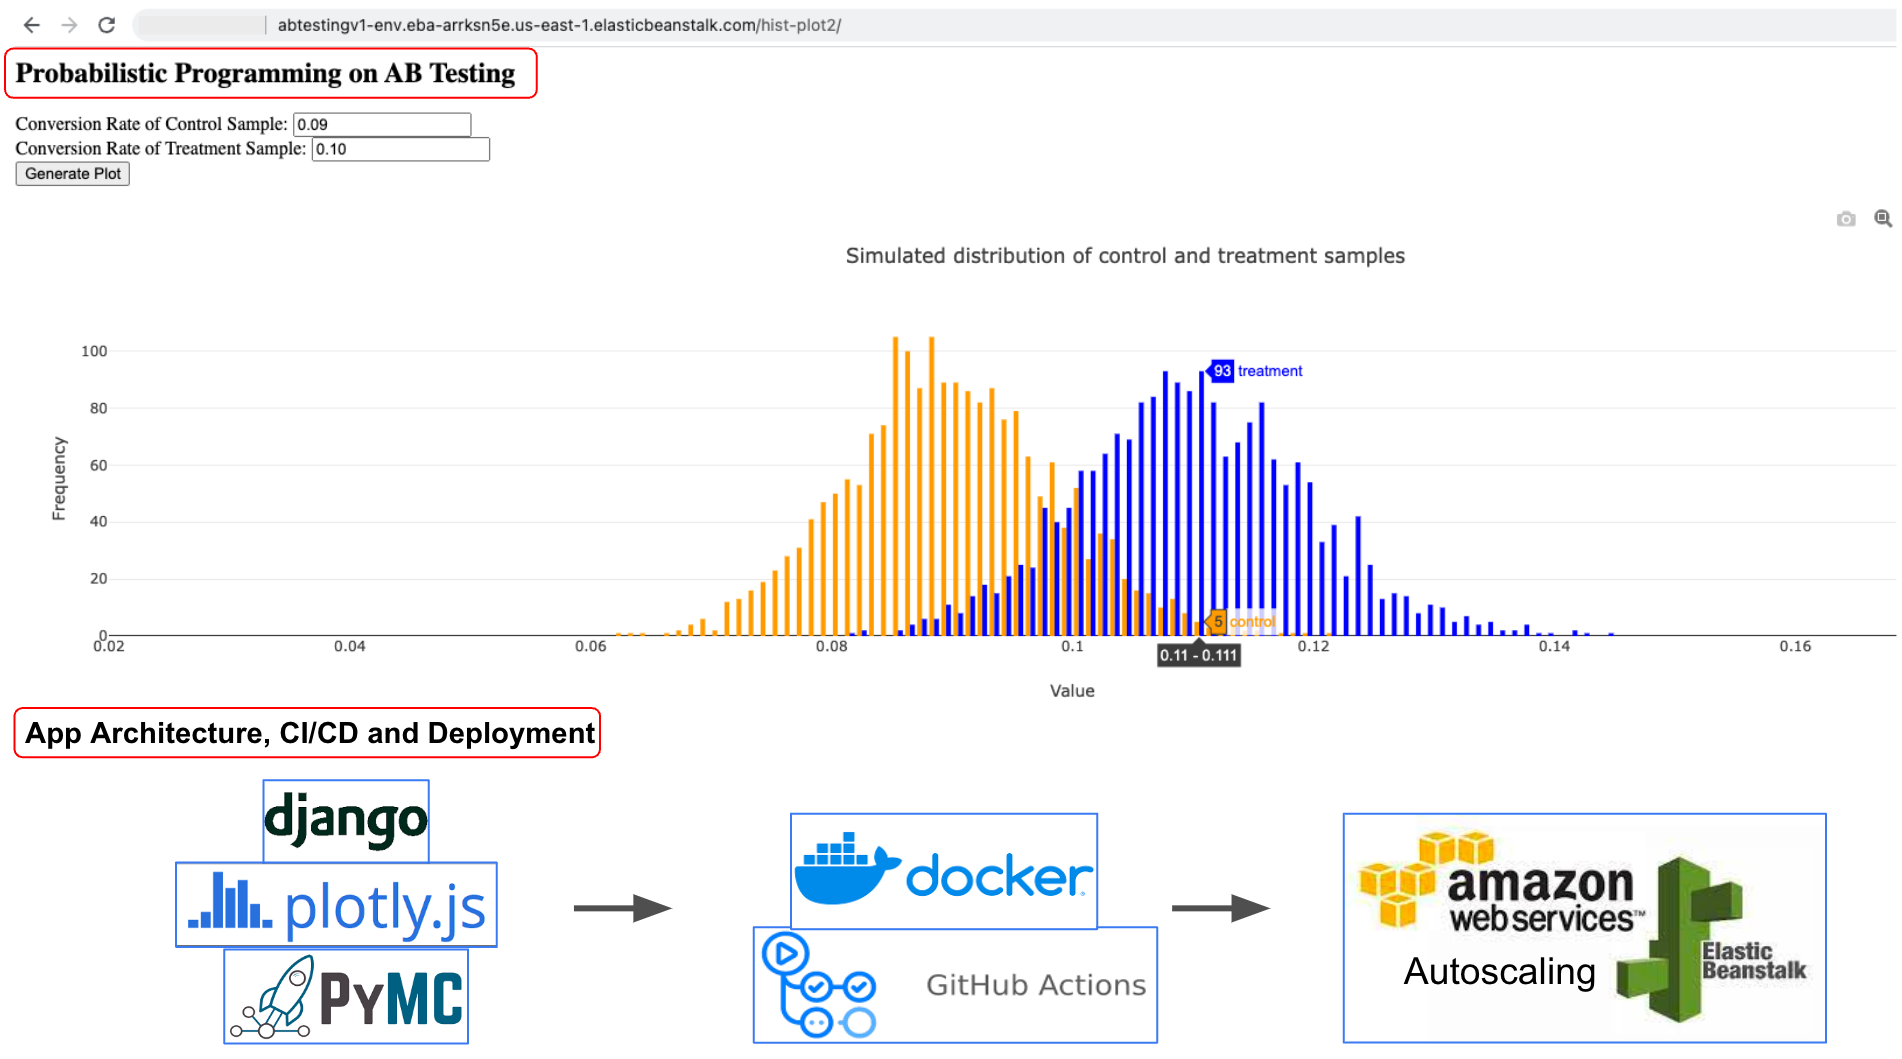 abtestingv1-env.eba-arrksn5e.us-east-1.elasticbeanstalk.com/hist-plot2/
Probabilistic Programming on AB Testing
Conversion Rate of Control Sample: 0.09
Conversion Rate of Treatment Sample: 0.10
Generate Plot
Simulated distribution of control and treatment samples
100
80
60
40
20
0
Frequency
93 treatment
5 control
0.02 0.04 0.06 0.08 0.1 0.12 0.14 0.16
0.11 - 0.111
Value
App Architecture, CI/CD and Deployment
django
plotly.js
PyMC
docker
GitHub Actions
amazon
web services™
Autoscaling
Elastic
Beanstalk